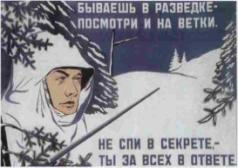 БЫВАЕШЬ В РАЗВЕДКЕ-
ПОСМОТРИ И НА ВЕТКИ.
НЕ СПИ В СЕКРЕТЕ,-
ТЫ ЗА ВСЕХ В ОТВЕТЕ